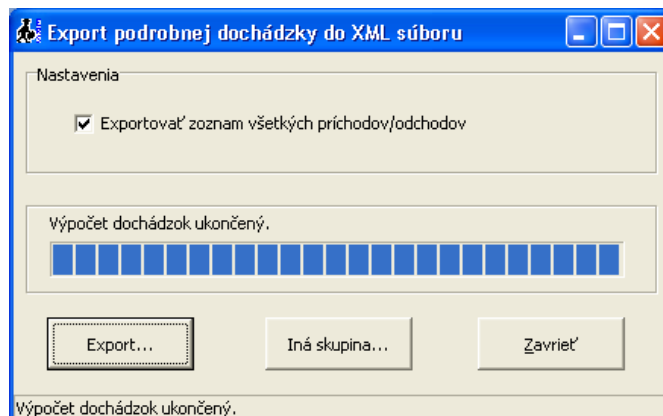 Export podrobnej dochádzky do XML súboru
Nastavenia
Exportovať zoznam všetkých príchodov/odchodov
Výpočet dochádzok ukončený.
Export...
Iná skupina...
Zavrieť
Výpočet dochádzok ukončený.